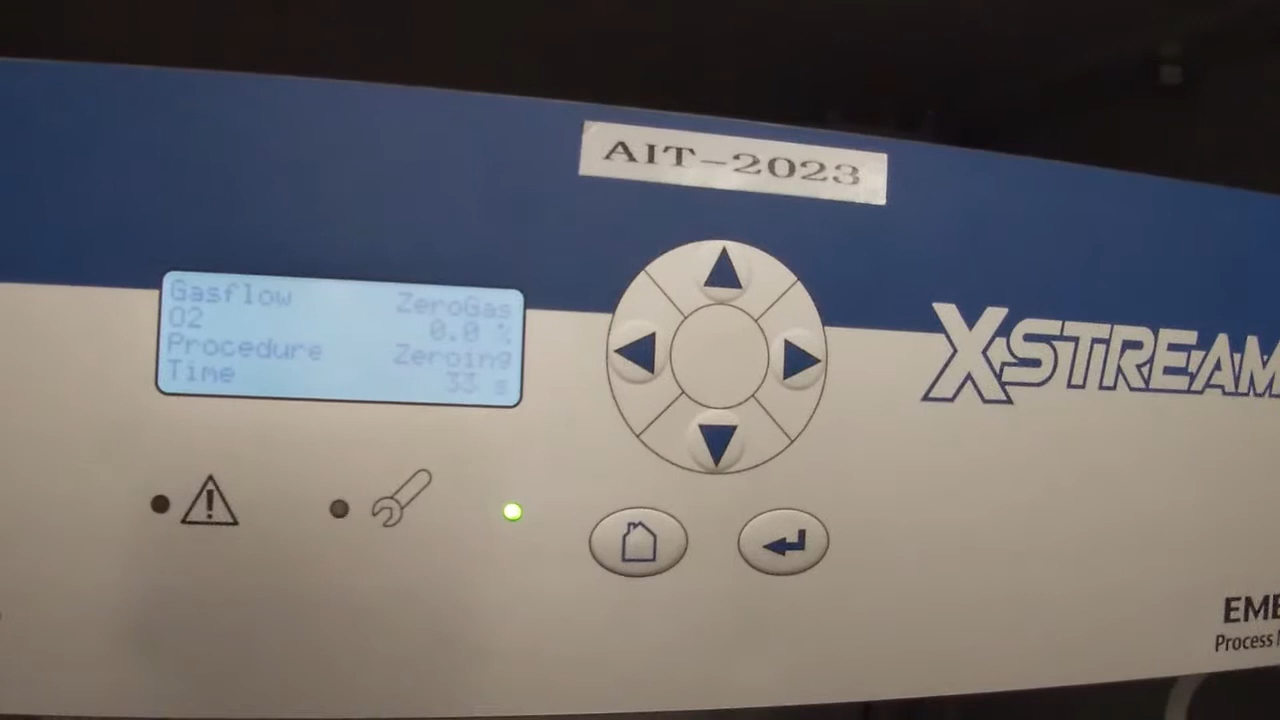 AIT-2023
Gasflow ZeroGas
O2 0.0 %
Procedure Zeroing
Time 33 s
X-STREAM
EME
Process